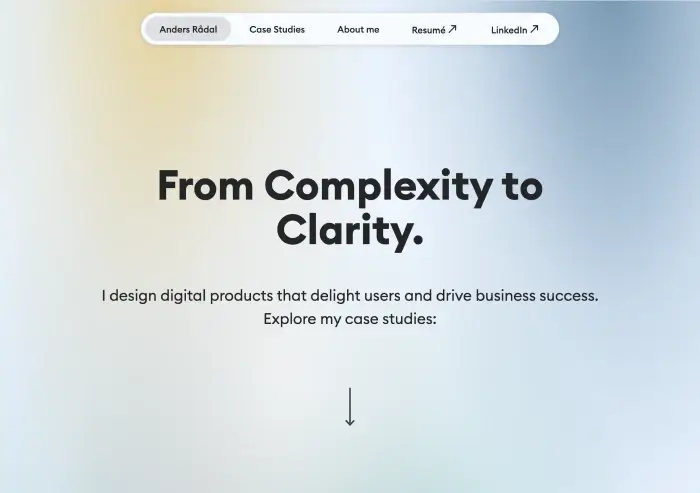 Anders Rådal
Case Studies
About me
Resumé
LinkedIn
From Complexity to
Clarity.
I design digital products that delight users and drive business success.
Explore my case studies: